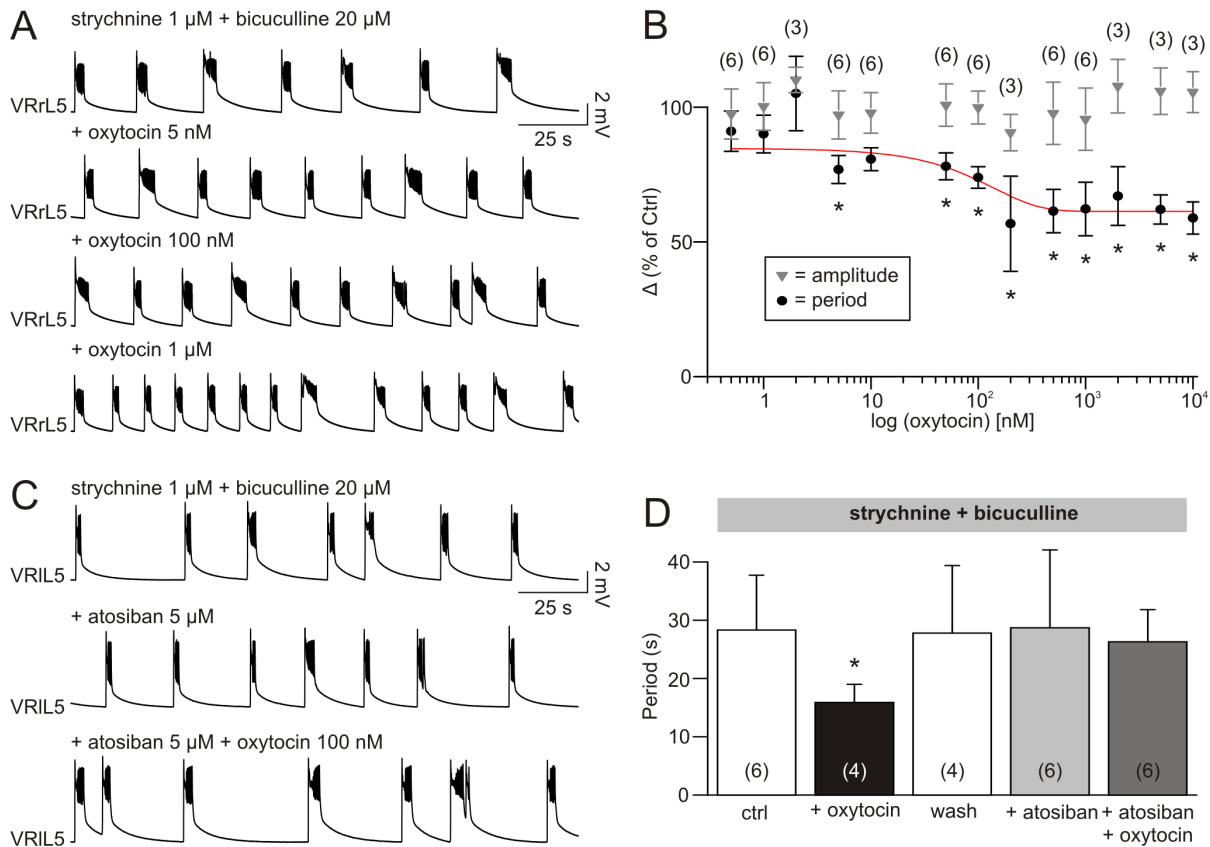 A
strychnine 1 µM + bicuculline 20 µM
VRrL5
2 mV
25 s
+ oxytocin 5 nM
VRrL5
+ oxytocin 100 nM
VRrL5
+ oxytocin 1 µM
VRrL5
B
(6) (6) (3) (6) (6) (6) (6) (3) (6) (6) (3) (3) (3)
100
50
0
Δ (% of Ctrl)
▼ = amplitude
● = period
* * * * * * * * *
1 10 10² 10³ 10⁴
log (oxytocin) [nM]
C
strychnine 1 µM + bicuculline 20 µM
VRlL5
2 mV
25 s
+ atosiban 5 µM
VRlL5
+ atosiban 5 µM + oxytocin 100 nM
VRlL5
D
strychnine + bicuculline
40
30
20
10
0
Period (s)
*
(6) (4) (4) (6) (6)
ctrl + oxytocin wash + atosiban + atosiban
+ oxytocin